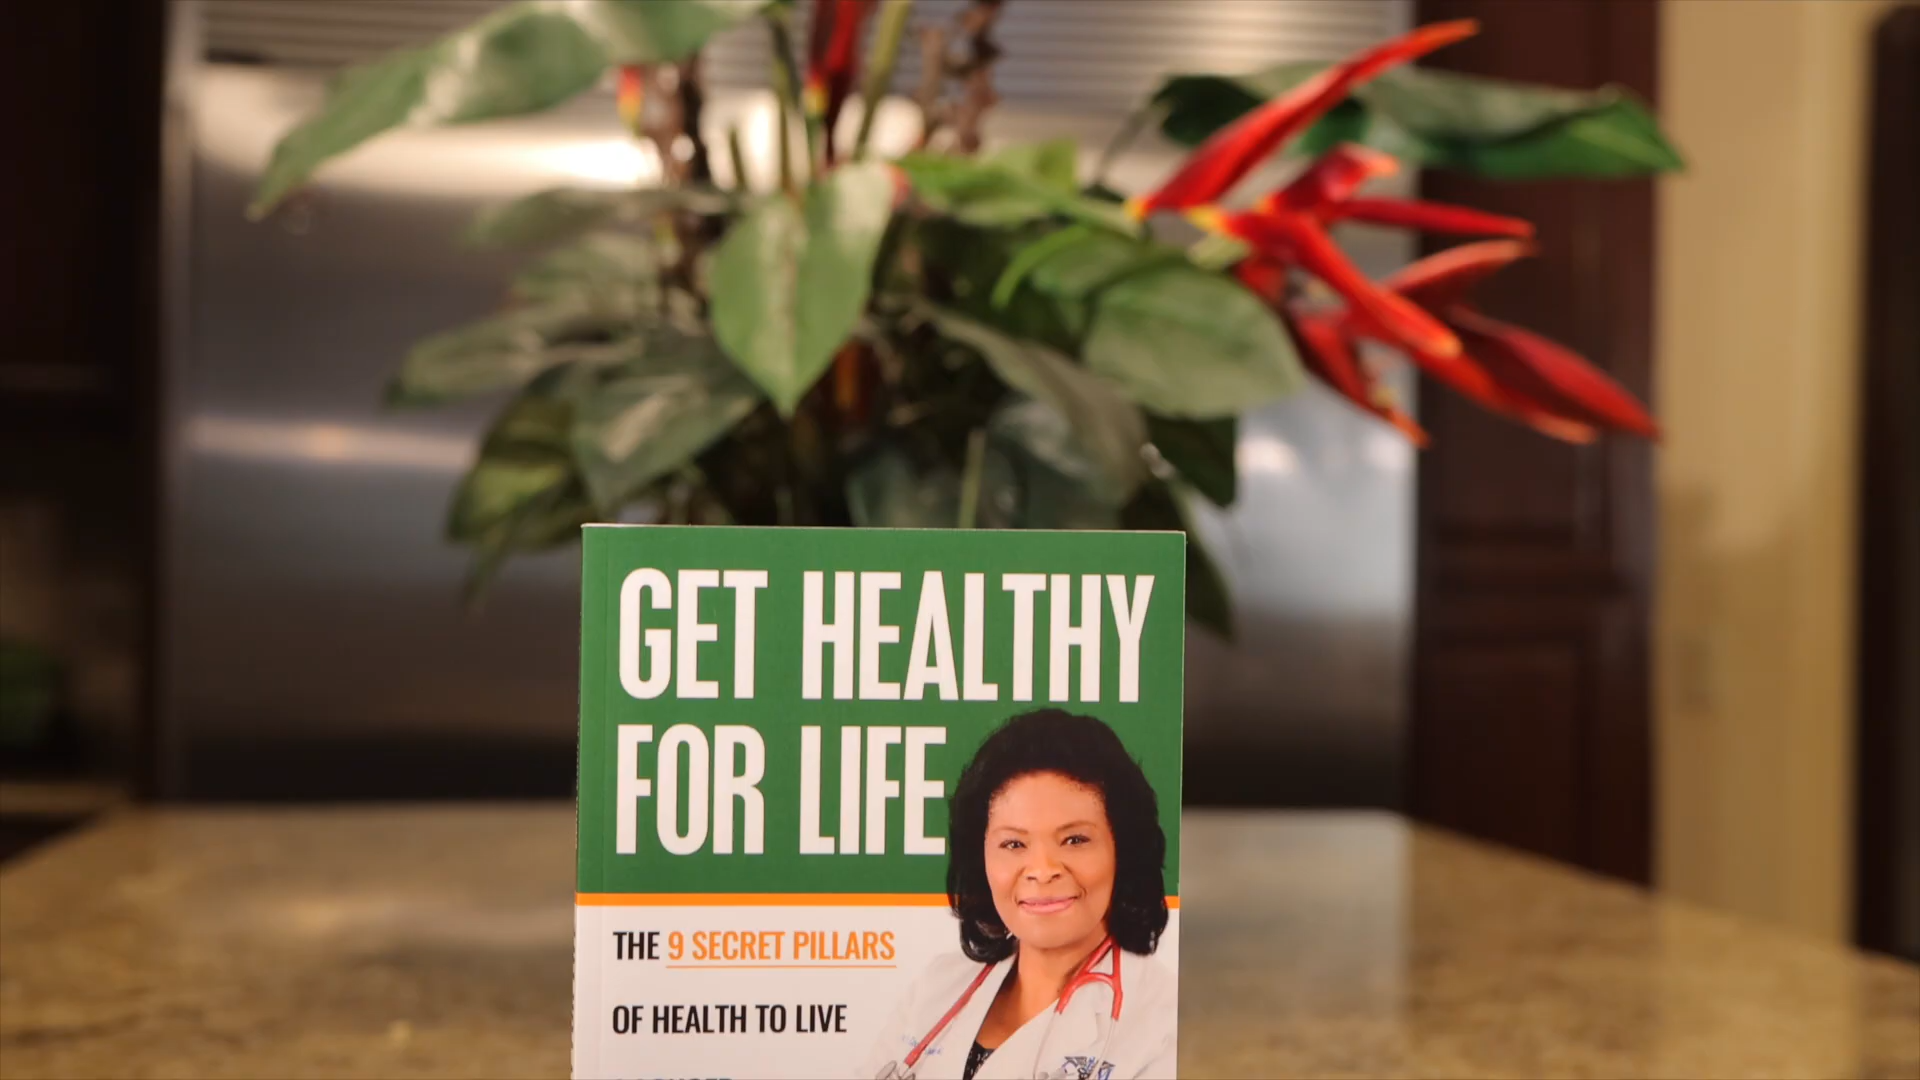 GET HEALTHY
FOR LIFE
THE 9 SECRET PILLARS
OF HEALTH TO LIVE